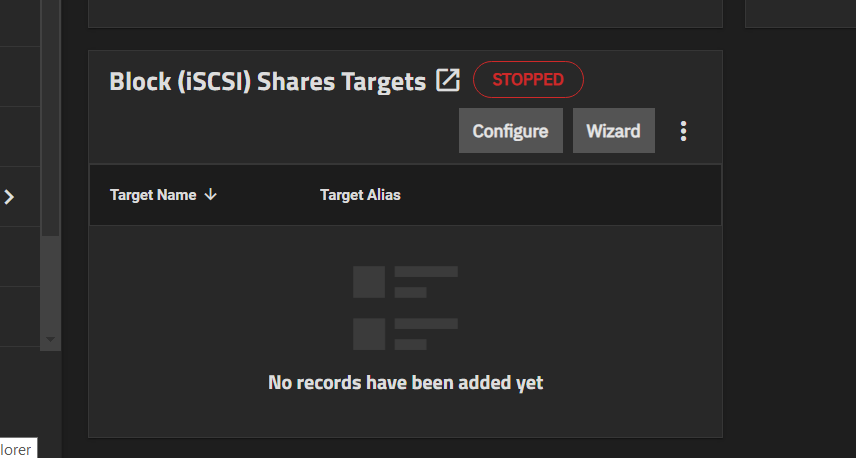 Block (iSCSI) Shares Targets STOPPED
Configure Wizard
Target Name Target Alias
No records have been added yet
lorer